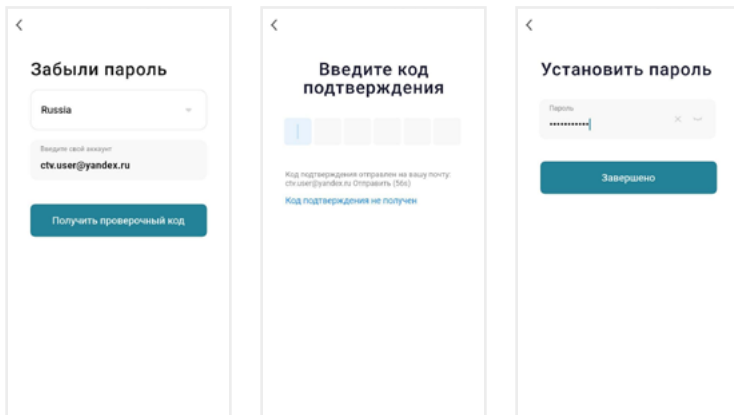 Забыли пароль
Russia
Введите свой аккаунт
ctv.user@yandex.ru
Получить проверочный код
Введите код
подтверждения
Код подтверждения отправлен на вашу почту:
ctv.user@yandex.ru Отправить (56s)
Код подтверждения не получен
Установить пароль
Пароль
•••••••••••
Завершено